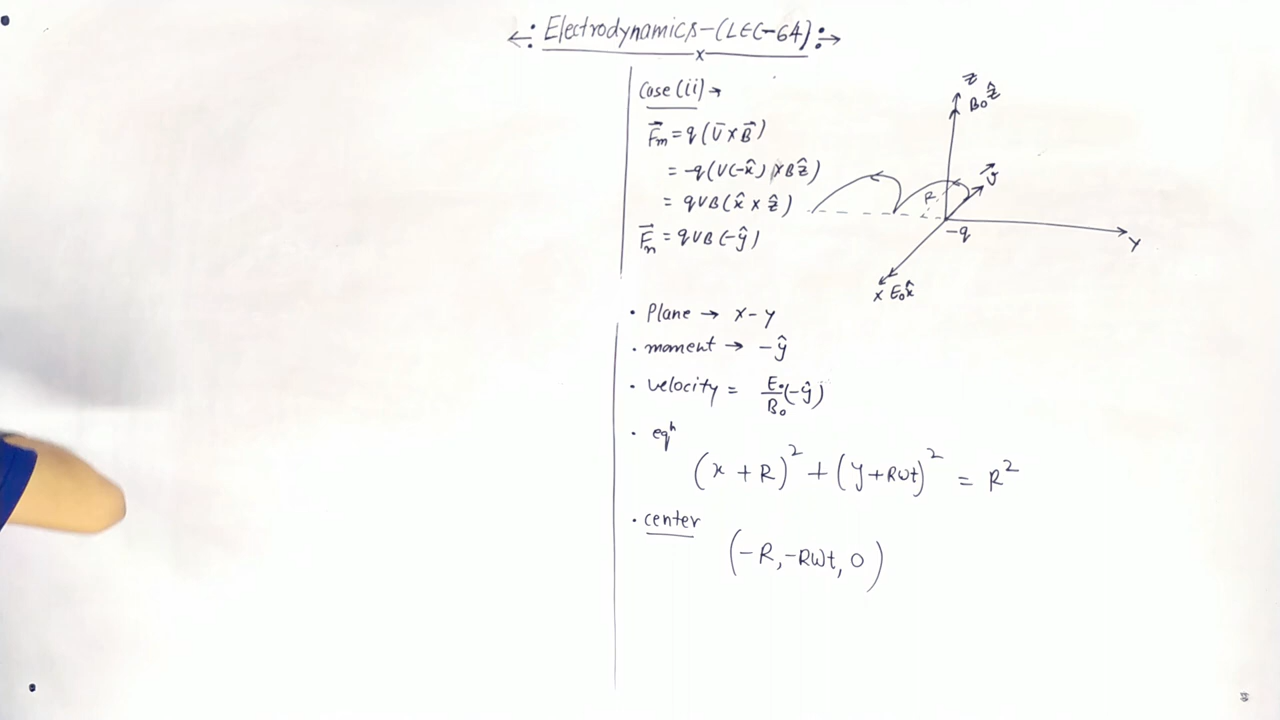 ←: Electrodynamics-(LEC-64) :→
x
Case (ii) →
F⃗m = q(V⃗ × B⃗)
= -q(V(-x̂) × Bẑ)
= qVB(x̂ × ẑ)
F⃗m = qVB(-ŷ)
Z
B₀ẑ
V⃗
R
-q
Y
X E₀x̂
• Plane → x-y
• moment → -ŷ
• velocity = E₀/B₀ (-ŷ)
• eqⁿ
(x + R)² + (y + Rωt)² = R²
• center
(-R, -Rωt, 0)